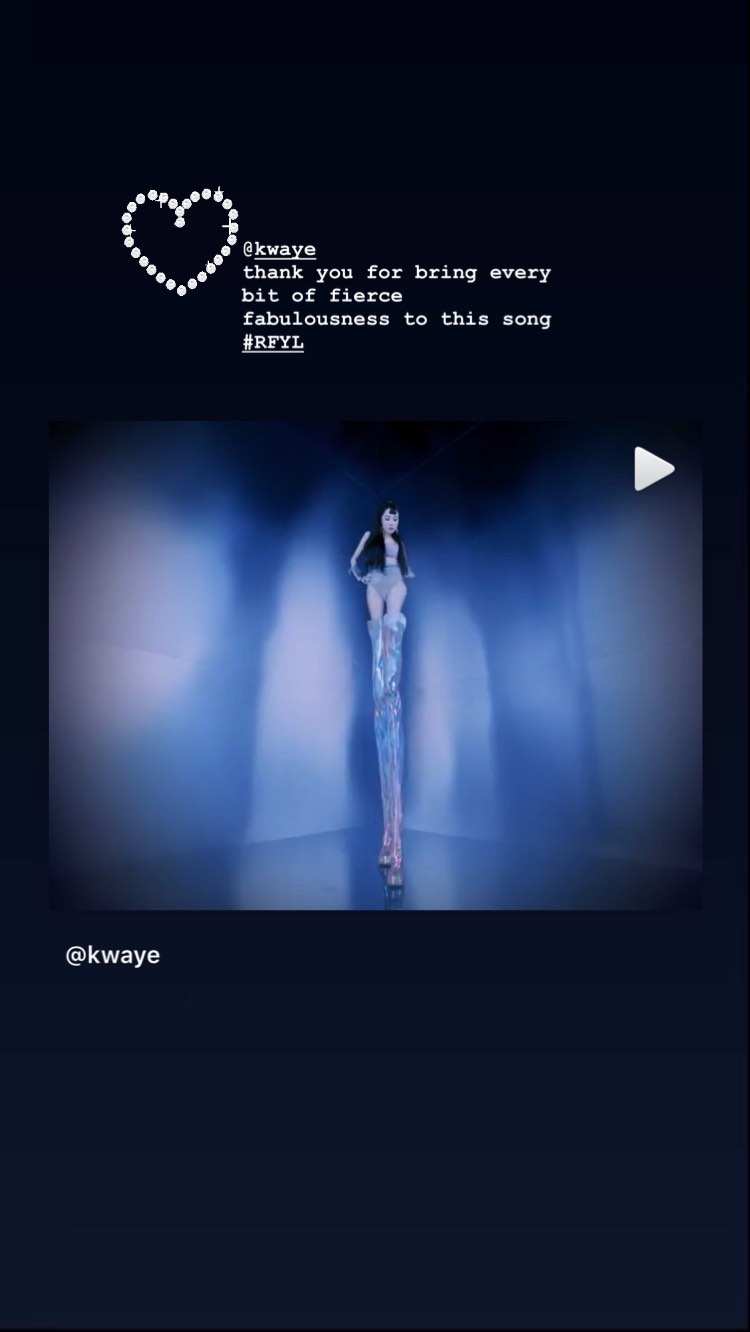 @kwaye
thank you for bring every
bit of fierce
fabulousness to this song
#RFYL
@kwaye